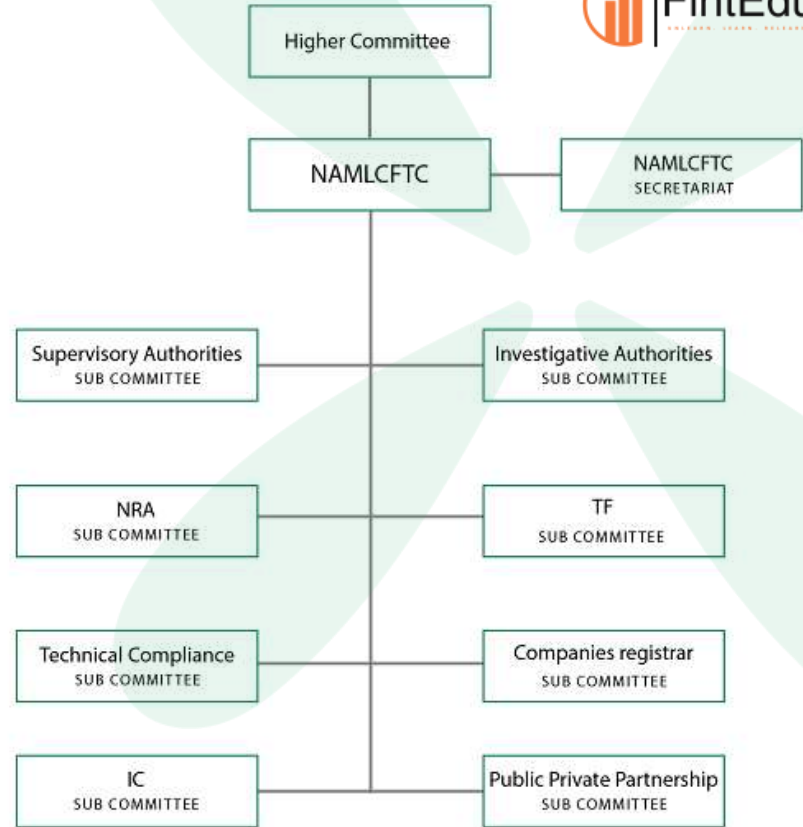 FintEdu
Higher Committee
NAMLCFTC
NAMLCFTC
SECRETARIAT
Supervisory Authorities
SUB COMMITTEE
Investigative Authorities
SUB COMMITTEE
NRA
SUB COMMITTEE
TF
SUB COMMITTEE
Technical Compliance
SUB COMMITTEE
Companies registrar
SUB COMMITTEE
IC
SUB COMMITTEE
Public Private Partnership
SUB COMMITTEE